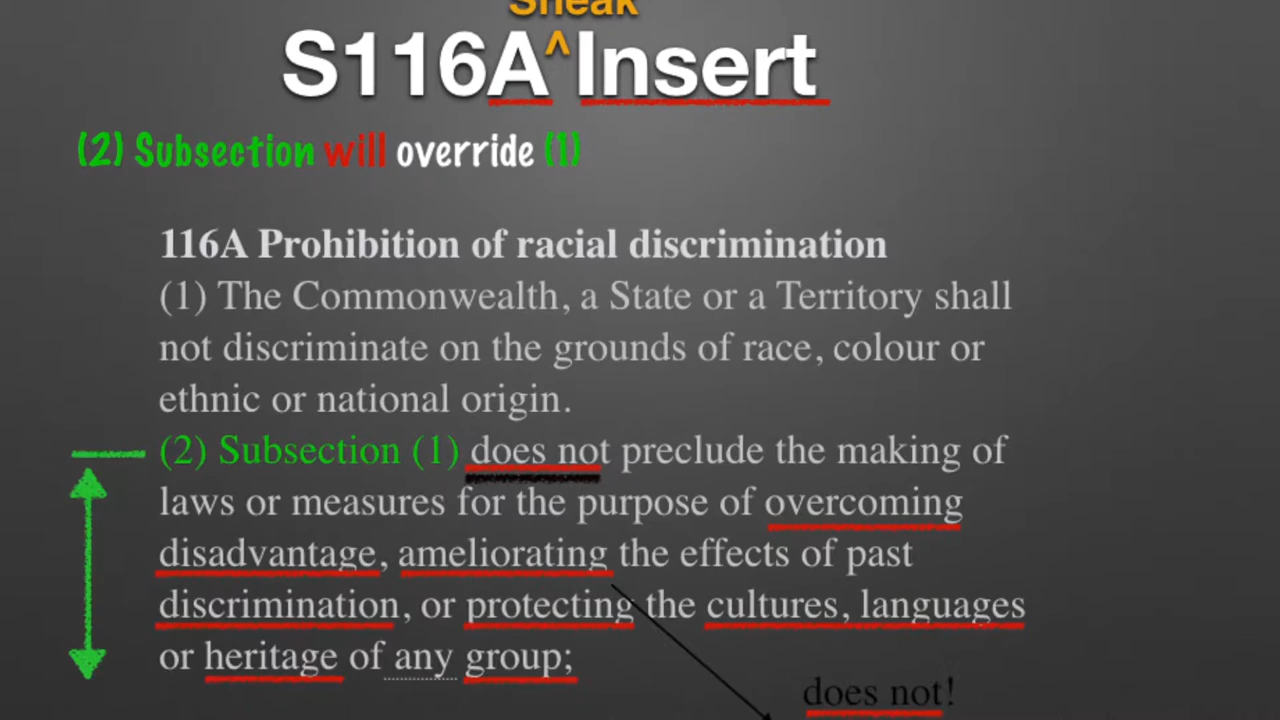 Sneak
S116A ^ Insert
(2) Subsection will override (1)
116A Prohibition of racial discrimination
(1) The Commonwealth, a State or a Territory shall
not discriminate on the grounds of race, colour or
ethnic or national origin.
(2) Subsection (1) does not preclude the making of
laws or measures for the purpose of overcoming
disadvantage, ameliorating the effects of past
discrimination, or protecting the cultures, languages
or heritage of any group;
does not!